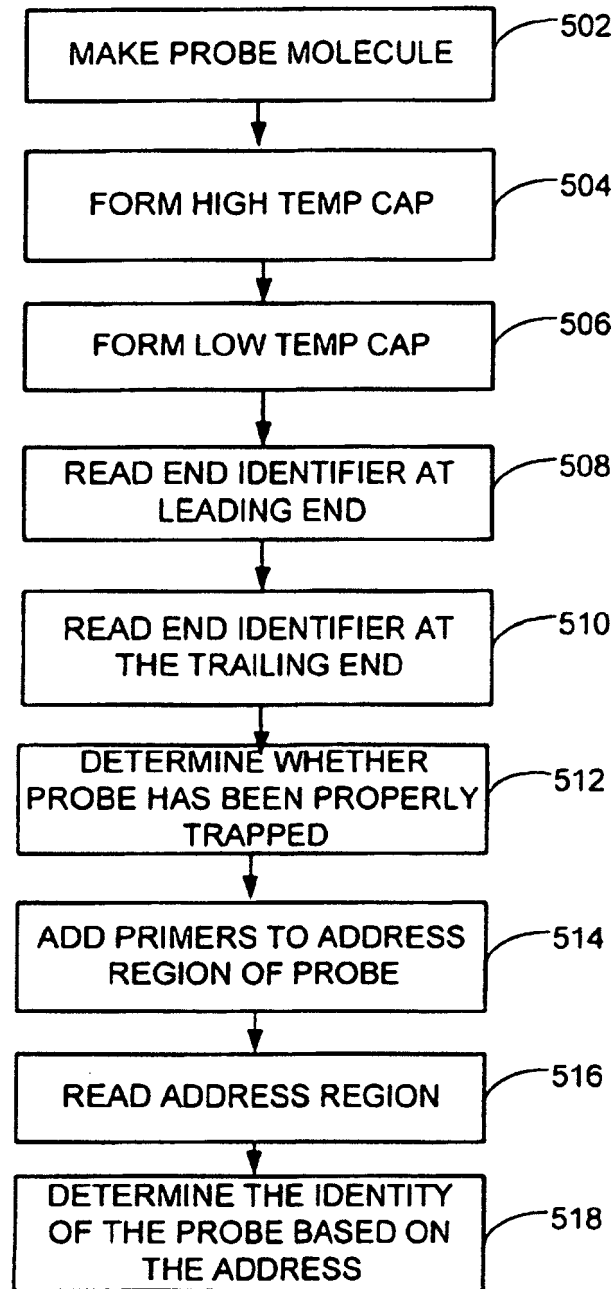 MAKE PROBE MOLECULE
502
FORM HIGH TEMP CAP
504
FORM LOW TEMP CAP
506
READ END IDENTIFIER AT
LEADING END
508
READ END IDENTIFIER AT
THE TRAILING END
510
DETERMINE WHETHER
PROBE HAS BEEN PROPERLY
TRAPPED
512
ADD PRIMERS TO ADDRESS
REGION OF PROBE
514
READ ADDRESS REGION
516
DETERMINE THE IDENTITY
OF THE PROBE BASED ON
THE ADDRESS
518